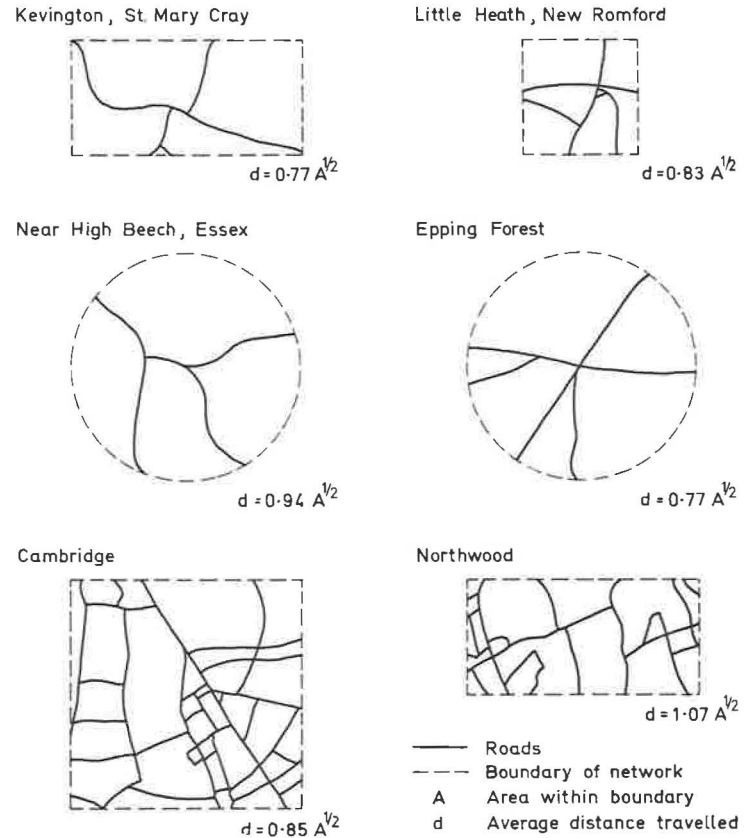 Kevington, St. Mary Cray
Little Heath, New Romford
d = 0·77 A^1/2
d = 0·83 A^1/2
Near High Beech, Essex
Epping Forest
d = 0·94 A^1/2
d = 0·77 A^1/2
Cambridge
Northwood
d = 0·85 A^1/2
d = 1·07 A^1/2
Roads
Boundary of network
A Area within boundary
d Average distance travelled